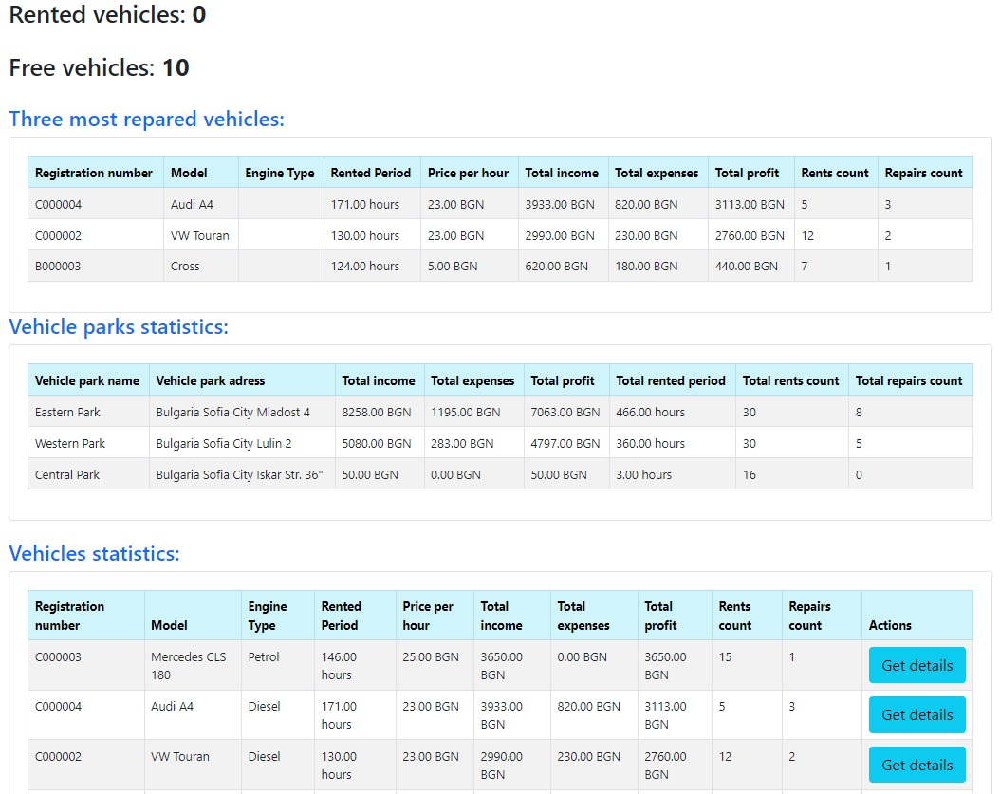 Rented vehicles: 0
Free vehicles: 10
Three most repared vehicles:
Registration number Model Engine Type Rented Period Price per hour Total income Total expenses Total profit Rents count Repairs count
C000004 Audi A4 171.00 hours 23.00 BGN 3933.00 BGN 820.00 BGN 3113.00 BGN 5 3
C000002 VW Touran 130.00 hours 23.00 BGN 2990.00 BGN 230.00 BGN 2760.00 BGN 12 2
B000003 Cross 124.00 hours 5.00 BGN 620.00 BGN 180.00 BGN 440.00 BGN 7 1
Vehicle parks statistics:
Vehicle park name Vehicle park adress Total income Total expenses Total profit Total rented period Total rents count Total repairs count
Eastern Park Bulgaria Sofia City Mladost 4 8258.00 BGN 1195.00 BGN 7063.00 BGN 466.00 hours 30 8
Western Park Bulgaria Sofia City Lulin 2 5080.00 BGN 283.00 BGN 4797.00 BGN 360.00 hours 30 5
Central Park Bulgaria Sofia City Iskar Str. 36" 50.00 BGN 0.00 BGN 50.00 BGN 3.00 hours 16 0
Vehicles statistics:
Registration Engine Rented Price per Total Total Total Rents Repairs
number Model Type Period hour income expenses profit count count Actions
C000003 Mercedes CLS Petrol 146.00 25.00 BGN 3650.00 0.00 BGN 3650.00 15 1 Get details
180 hours BGN BGN
C000004 Audi A4 Diesel 171.00 23.00 BGN 3933.00 820.00 BGN 3113.00 5 3 Get details
hours BGN BGN
C000002 VW Touran Diesel 130.00 23.00 BGN 2990.00 230.00 BGN 2760.00 12 2 Get details
hours BGN BGN